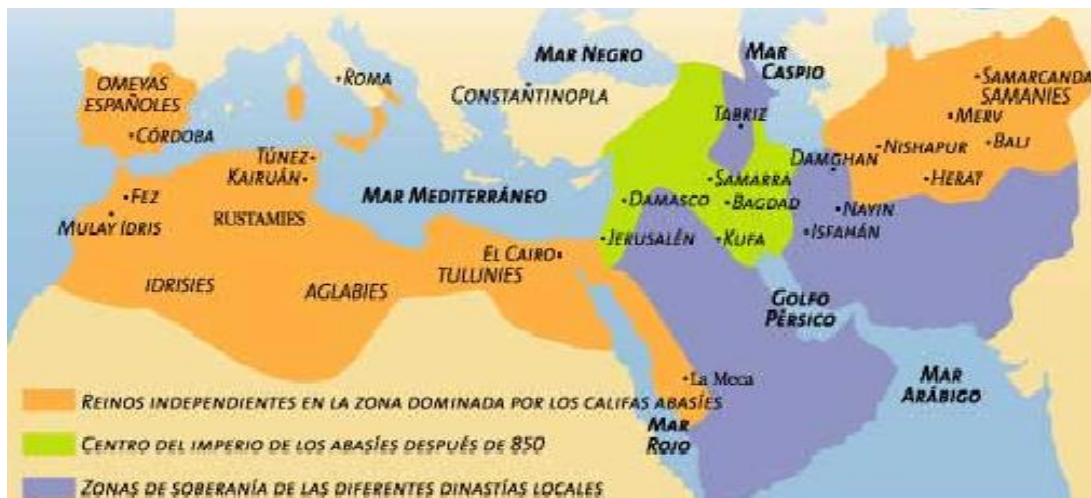 MAR NEGRO
MAR
CASPIO
OMEYAS
ESPAÑOLES
ROMA
CONSTANTINOPLA
SAMARCANDA
SAMANIES
TABRIZ
MERV
CÓRDOBA
TÚNEZ
KAIRUÁN
DAMGHAN
NISHAPUR
BALJ
SAMARRA
HERAT
FEZ
MAR MEDITERRÁNEO
DAMASCO
BAGDAD
NAYIN
MULAY IDRIS
RUSTAMIES
JERUSALÉN
KUFA
ISFAHÁN
EL CAIRO
TULUNIES
IDRISIES
AGLABIES
GOLFO
PÉRSICO
La Meca
MAR
ARÁBICO
MAR
ROJO
REINOS INDEPENDIENTES EN LA ZONA DOMINADA POR LOS CALIFAS ABASÍES
CENTRO DEL IMPERIO DE LOS ABASÍES DESPUÉS DE 850
ZONAS DE SOBERANÍA DE LAS DIFERENTES DINASTÍAS LOCALES